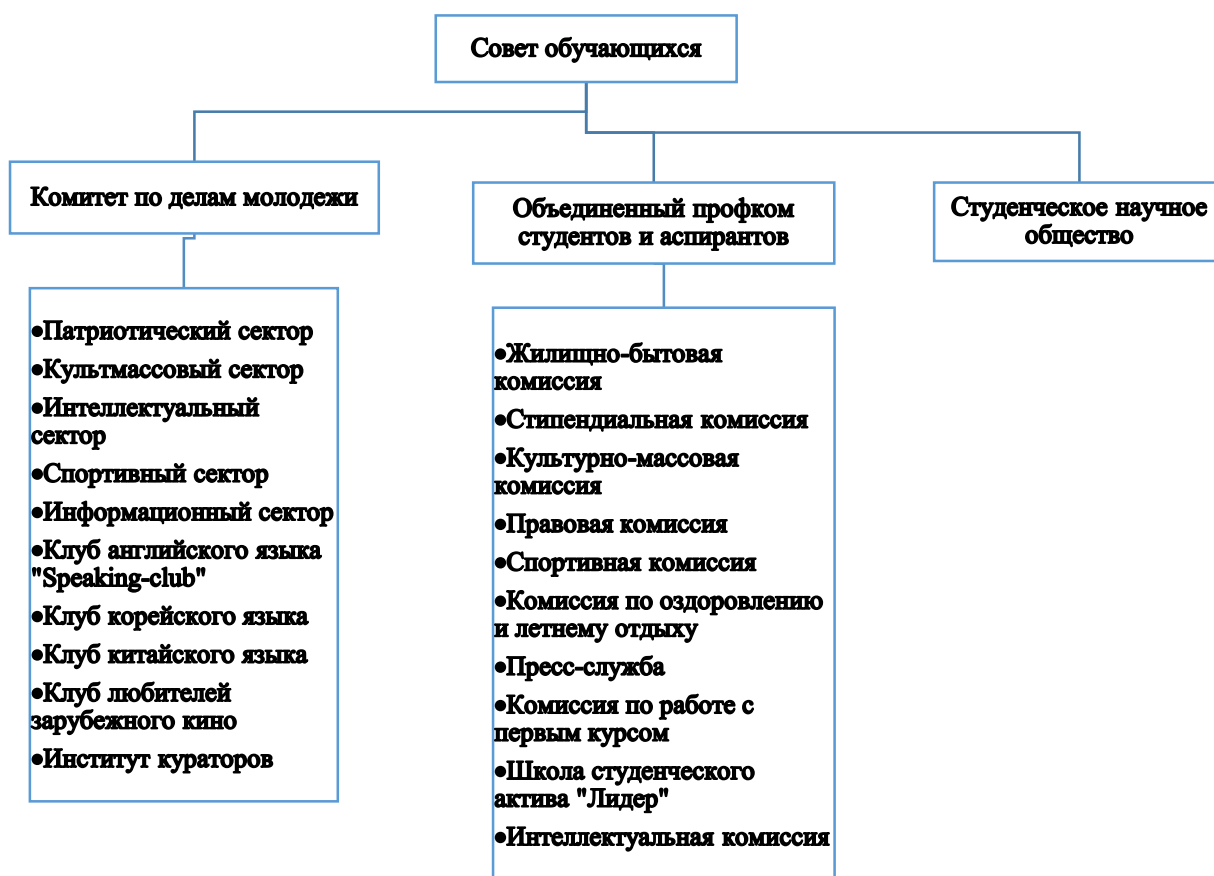 Совет обучающихся
Комитет по делам молодежи
Объединенный профком
студентов и аспирантов
Студенческое научное
общество
•Патриотический сектор
•Культмассовый сектор
•Интеллектуальный
сектор
•Спортивный сектор
•Информационный сектор
•Клуб английского языка
"Speaking-club"
•Клуб корейского языка
•Клуб китайского языка
•Клуб любителей
зарубежного кино
•Институт кураторов
•Жилищно-бытовая
комиссия
•Стипендиальная комиссия
•Культурно-массовая
комиссия
•Правовая комиссия
•Спортивная комиссия
•Комиссия по оздоровлению
и летнему отдыху
•Пресс-служба
•Комиссия по работе с
первым курсом
•Школа студенческого
актива "Лидер"
•Интеллектуальная комиссия